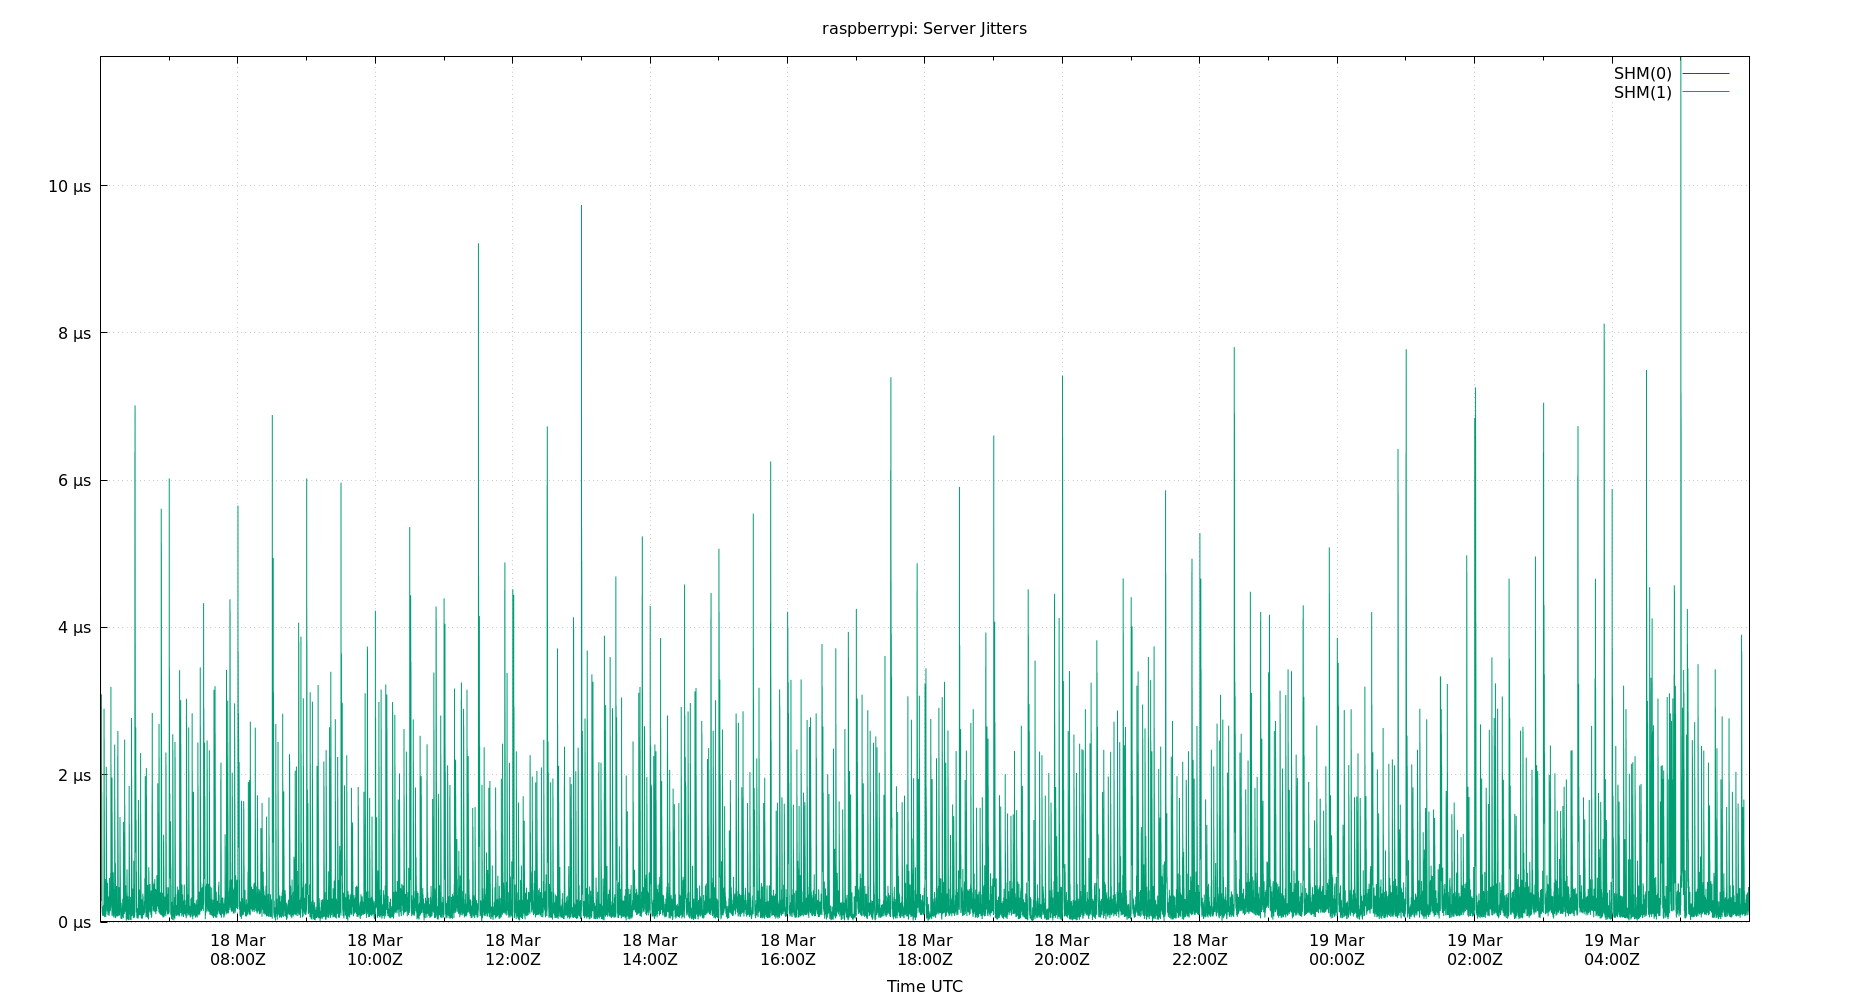 raspberrypi: Server Jitters
SHM(0)
SHM(1)
10 µs
8 µs
6 µs
4 µs
2 µs
0 µs
18 Mar 18 Mar 18 Mar 18 Mar 18 Mar 18 Mar 18 Mar 18 Mar 19 Mar 19 Mar 19 Mar
08:00Z 10:00Z 12:00Z 14:00Z 16:00Z 18:00Z 20:00Z 22:00Z 00:00Z 02:00Z 04:00Z
Time UTC